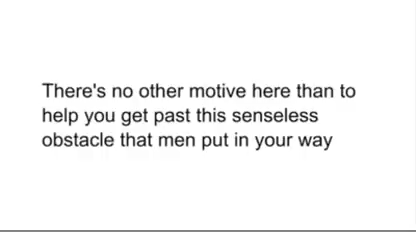 There's no other motive here than to
help you get past this senseless
obstacle that men put in your way